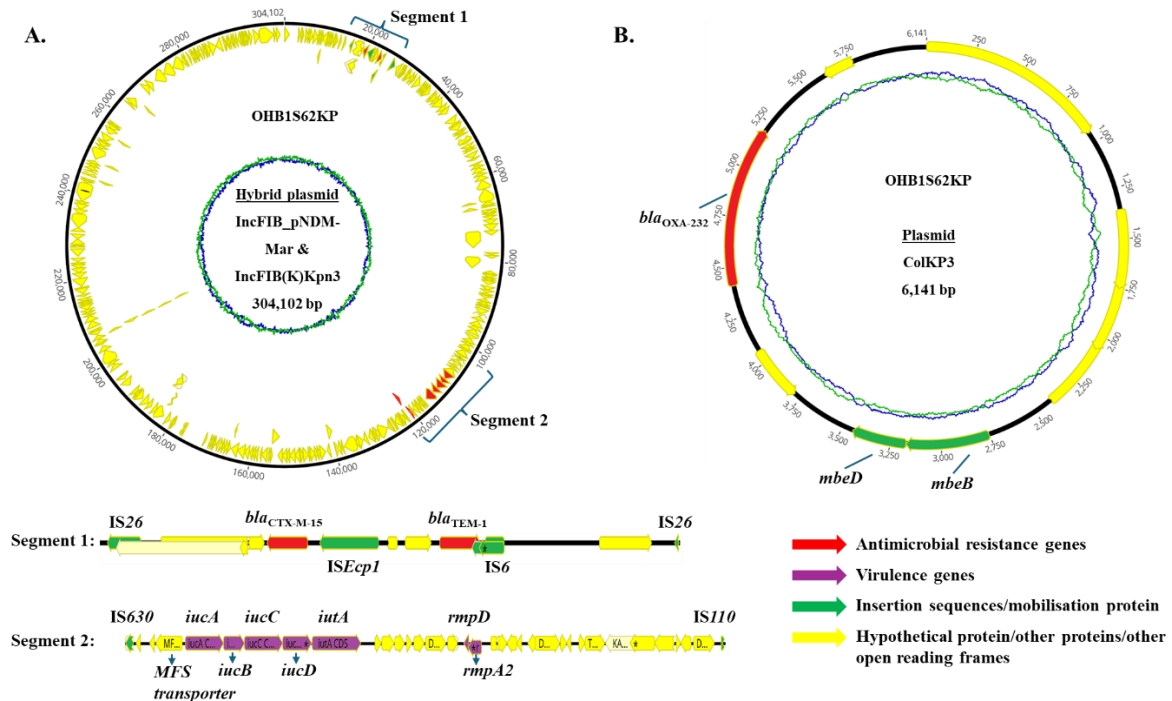 A.
304,102
Segment 1
20,000
40,000
60,000
80,000
100,000
120,000
140,000
160,000
180,000
200,000
220,000
240,000
260,000
280,000
OHB1S62KP
Hybrid plasmid
IncFIB_pNDM-
Mar &
IncFIB(K)Kpn3
304,102 bp
Segment 2
B.
6,141
250
500
750
1,000
1,250
1,500
1,750
2,000
2,250
2,500
2,750
3,000
3,250
3,500
3,750
4,000
4,250
4,500
4,750
5,000
5,250
5,500
5,750
OHB1S62KP
Plasmid
ColKP3
6,141 bp
blaOXA-232
mbeD
mbeB
IS26
blaCTX-M-15
blaTEM-1
IS26
Segment 1:
*
ISEcp1
IS6
IS630
iucA
iucC
iutA
rmpD
IS110
Segment 2:
MF...
iucA C...
I...
iucC C...
iuc... *
iutA CDS
D...
D...
T...
KA...
*
D...
MFS
transporter
iucB
iucD
rmpA2
Antimicrobial resistance genes
Virulence genes
Insertion sequences/mobilisation protein
Hypothetical protein/other proteins/other
open reading frames